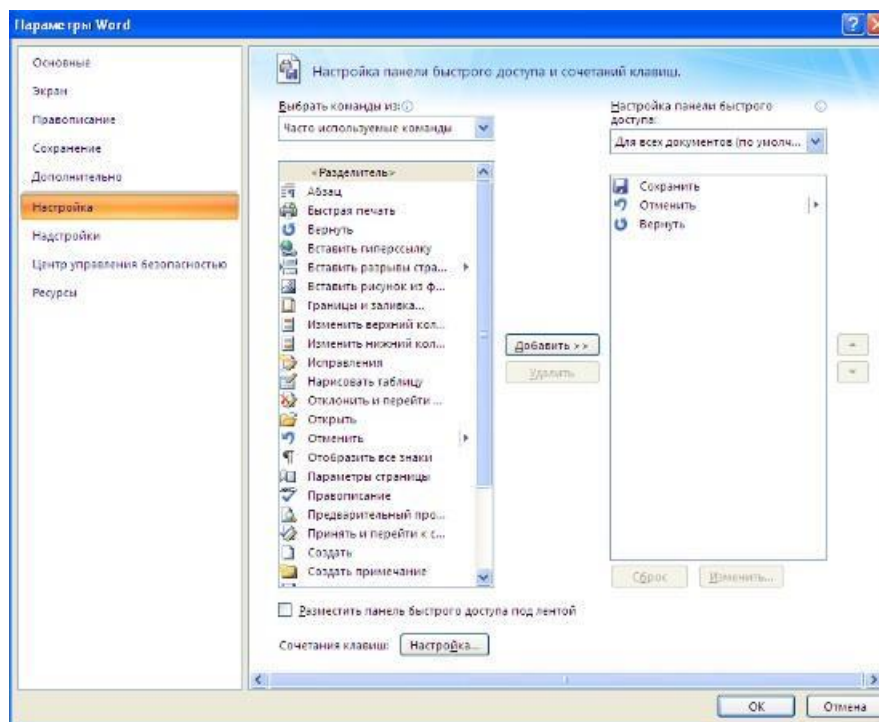 Параметры Word
Основные
Экран
Правописание
Сохранение
Дополнительно
Настройка
Надстройки
Центр управления безопасностью
Ресурсы
Настройка панели быстрого доступа и сочетаний клавиш.
Выбрать команды из:
Часто используемые команды
<Разделитель>
Абзац
Быстрая печать
Вернуть
Вставить гиперссылку
Вставить разрывы стра...
Вставить рисунок из ф...
Границы и заливка...
Изменить верхний кол...
Изменить нижний кол...
Исправления
Нарисовать таблицу
Отклонить и перейти ...
Открыть
Отменить
Отобразить все знаки
Параметры страницы
Правописание
Предварительный про...
Принять и перейти к с...
Создать
Создать примечание
Добавить >>
Удалить
Настройка панели быстрого
доступа:
Для всех документов (по умолч...
Сохранить
Отменить
Вернуть
Сброс
Изменить...
Разместить панель быстрого доступа под лентой
Сочетания клавиш:
Настройка...
ОК
Отмена